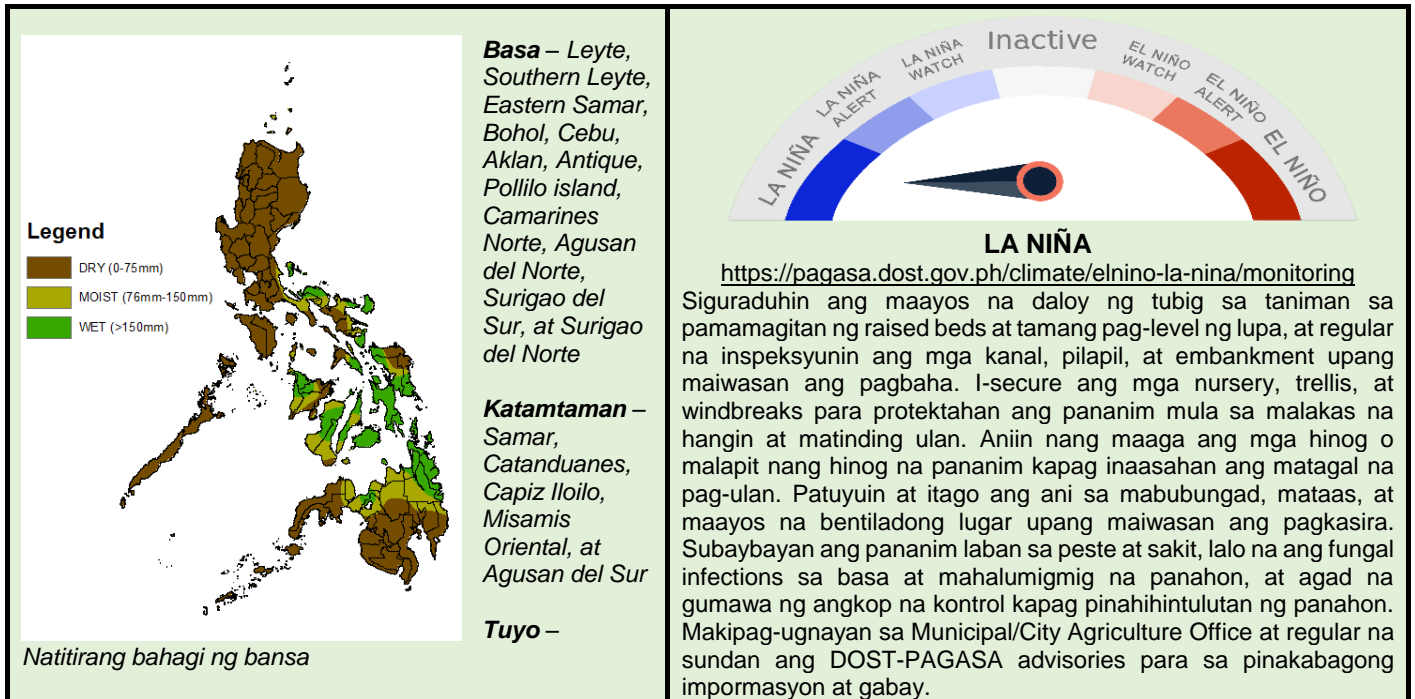 Legend
DRY (0-75mm)
MOIST (76mm-150mm)
WET (>150mm)
Basa – Leyte,
Southern Leyte,
Eastern Samar,
Bohol, Cebu,
Aklan, Antique,
Pollilo island,
Camarines
Norte, Agusan
del Norte,
Surigao del
Sur, at Surigao
del Norte
Katamtaman –
Samar,
Catanduanes,
Capiz Iloilo,
Misamis
Oriental, at
Agusan del Sur
Tuyo –
Natitirang bahagi ng bansa
LA NIÑA
LA NIÑA
ALERT
LA NIÑA
WATCH
Inactive
EL NIÑO
WATCH
EL NIÑO
ALERT
EL NIÑO
LA NIÑA
https://pagasa.dost.gov.ph/climate/elnino-la-nina/monitoring
Siguraduhin ang maayos na daloy ng tubig sa taniman sa
pamamagitan ng raised beds at tamang pag-level ng lupa, at regular
na inspeksyunin ang mga kanal, pilapil, at embankment upang
maiwasan ang pagbaha. I-secure ang mga nursery, trellis, at
windbreaks para protektahan ang pananim mula sa malakas na
hangin at matinding ulan. Aniin nang maaga ang mga hinog o
malapit nang hinog na pananim kapag inaasahan ang matagal na
pag-ulan. Patuyuin at itago ang ani sa mabubungad, mataas, at
maayos na bentiladong lugar upang maiwasan ang pagkasira.
Subaybayan ang pananim laban sa peste at sakit, lalo na ang fungal
infections sa basa at mahalumigmig na panahon, at agad na
gumawa ng angkop na kontrol kapag pinahihintulutan ng panahon.
Makipag-ugnayan sa Municipal/City Agriculture Office at regular na
sundan ang DOST-PAGASA advisories para sa pinakabagong
impormasyon at gabay.